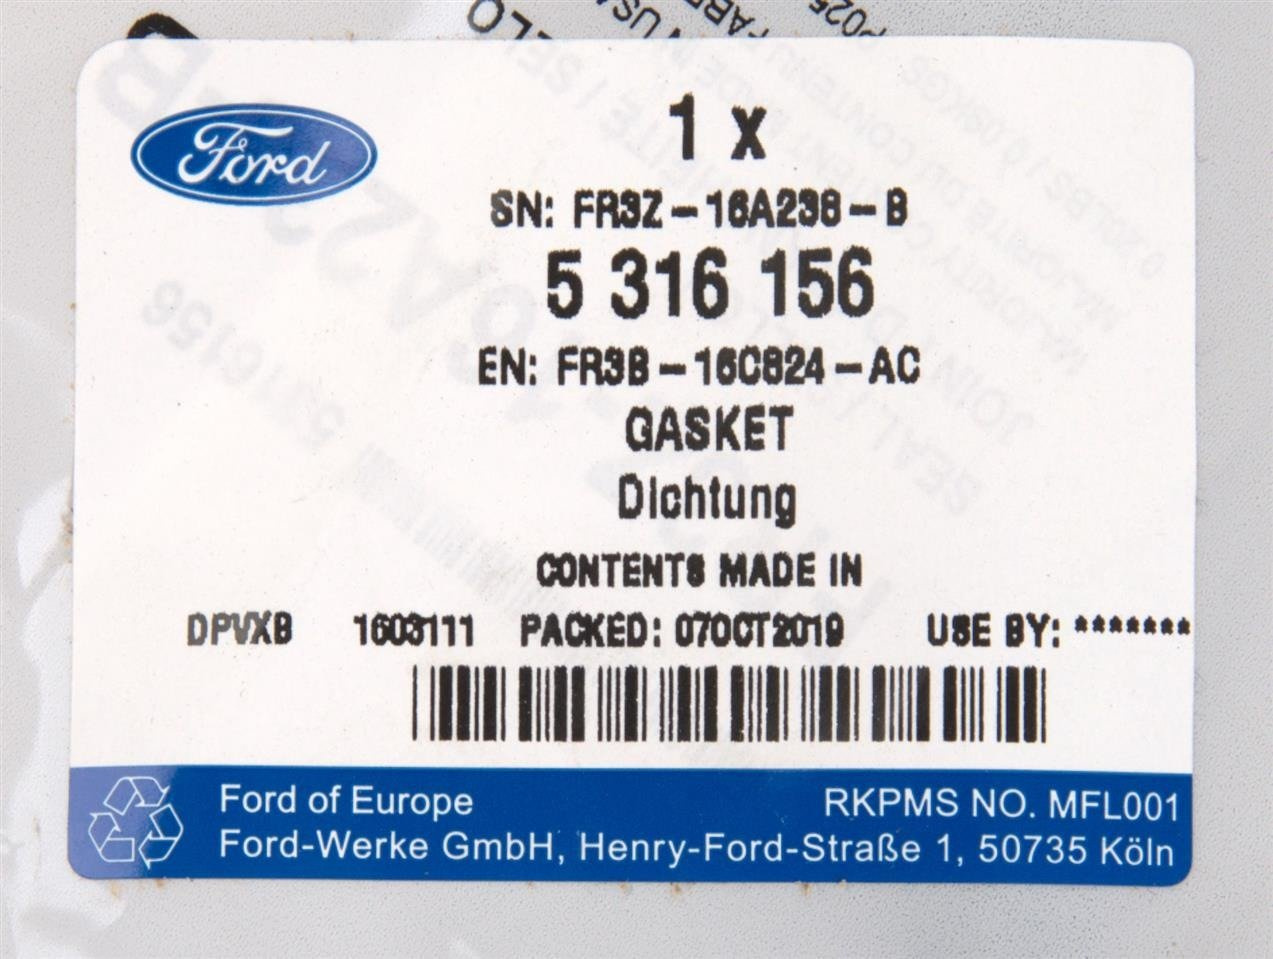 Ford
1 x
SN: FR3Z-16A238-B
5 316 156
EN: FR3B-16C824-AC
GASKET
Dichtung
CONTENTS MADE IN
DPVXB 1603111 PACKED: 07OCT2019 USE BY: *******
Ford of Europe RKPMS NO. MFL001
Ford-Werke GmbH, Henry-Ford-Straße 1, 50735 Köln